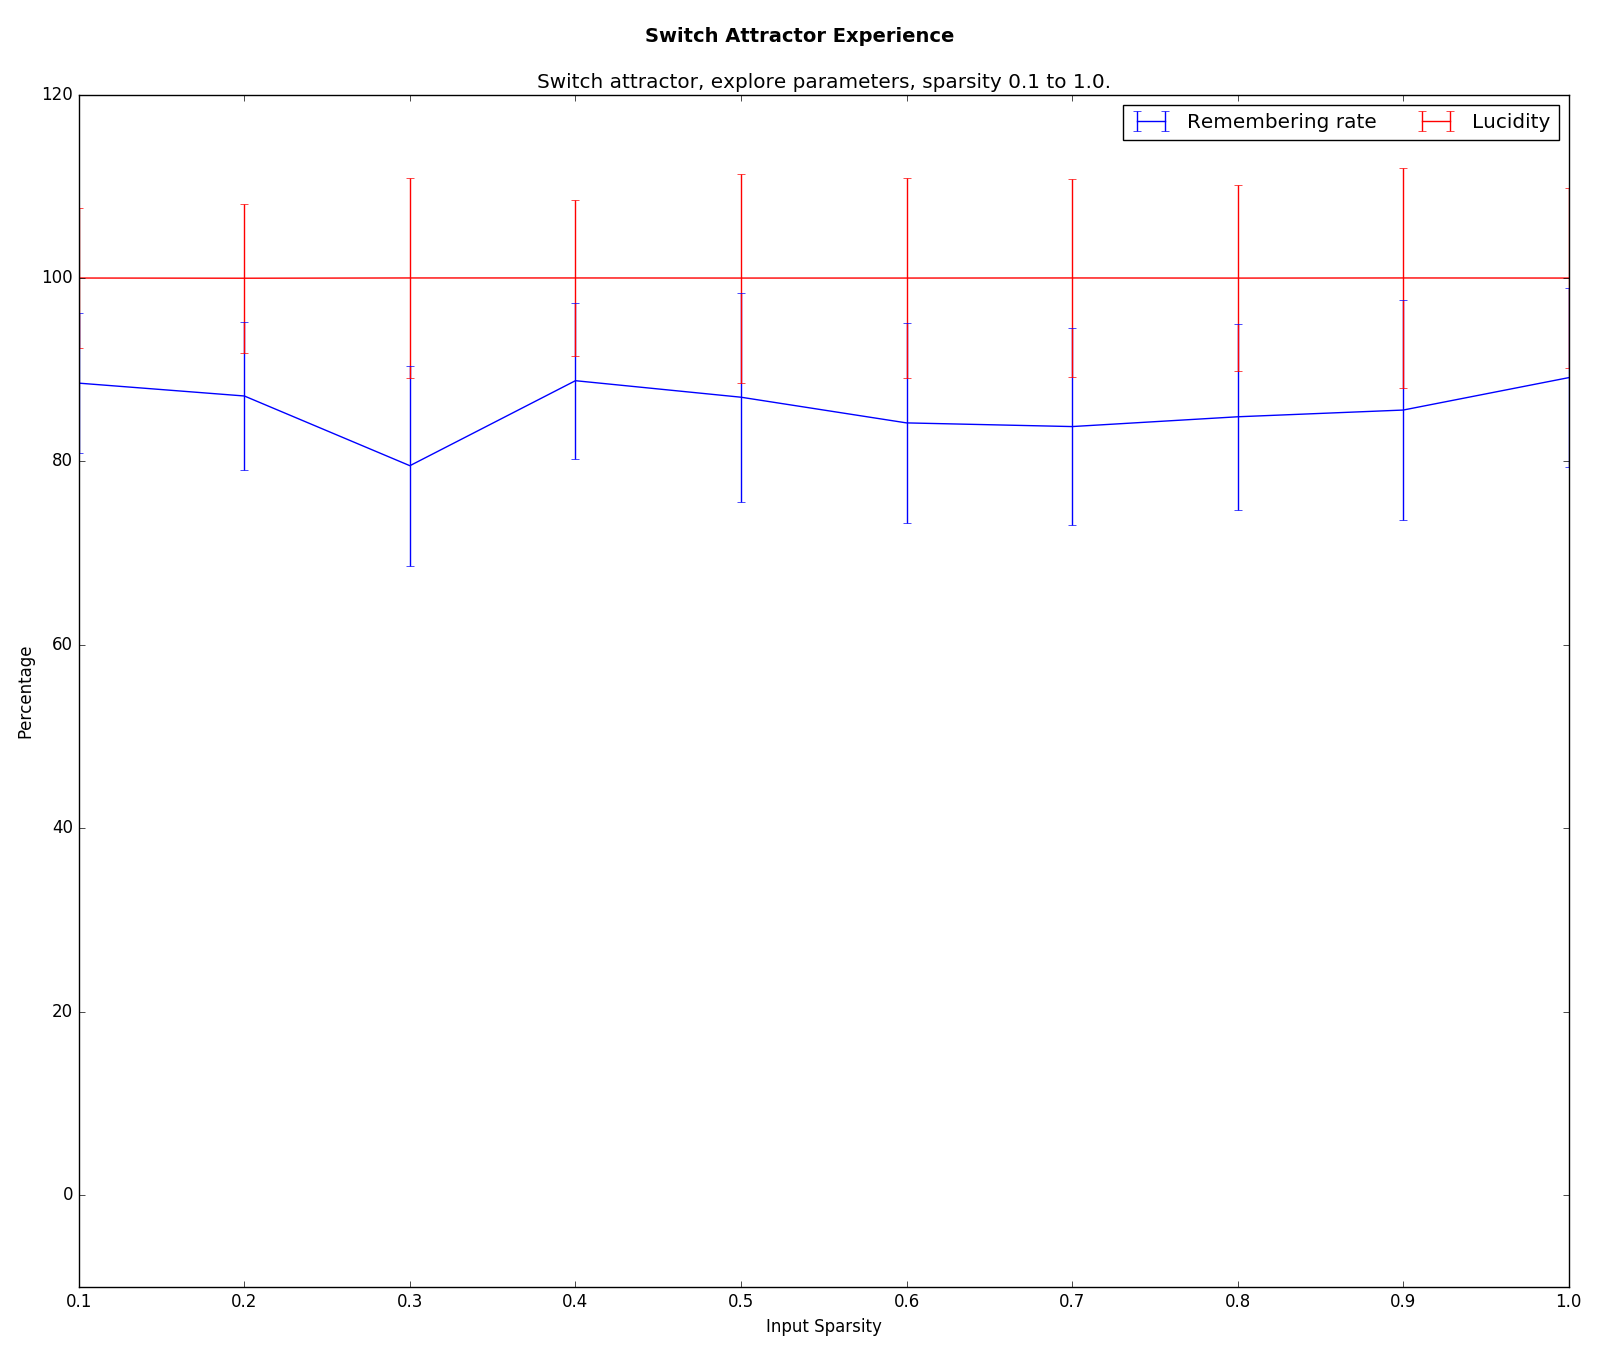 Switch Attractor Experience
Switch attractor, explore parameters, sparsity 0.1 to 1.0.
Remembering rate Lucidity
120
100
80
60
40
20
0
Percentage
0.1 0.2 0.3 0.4 0.5 0.6 0.7 0.8 0.9 1.0
Input Sparsity